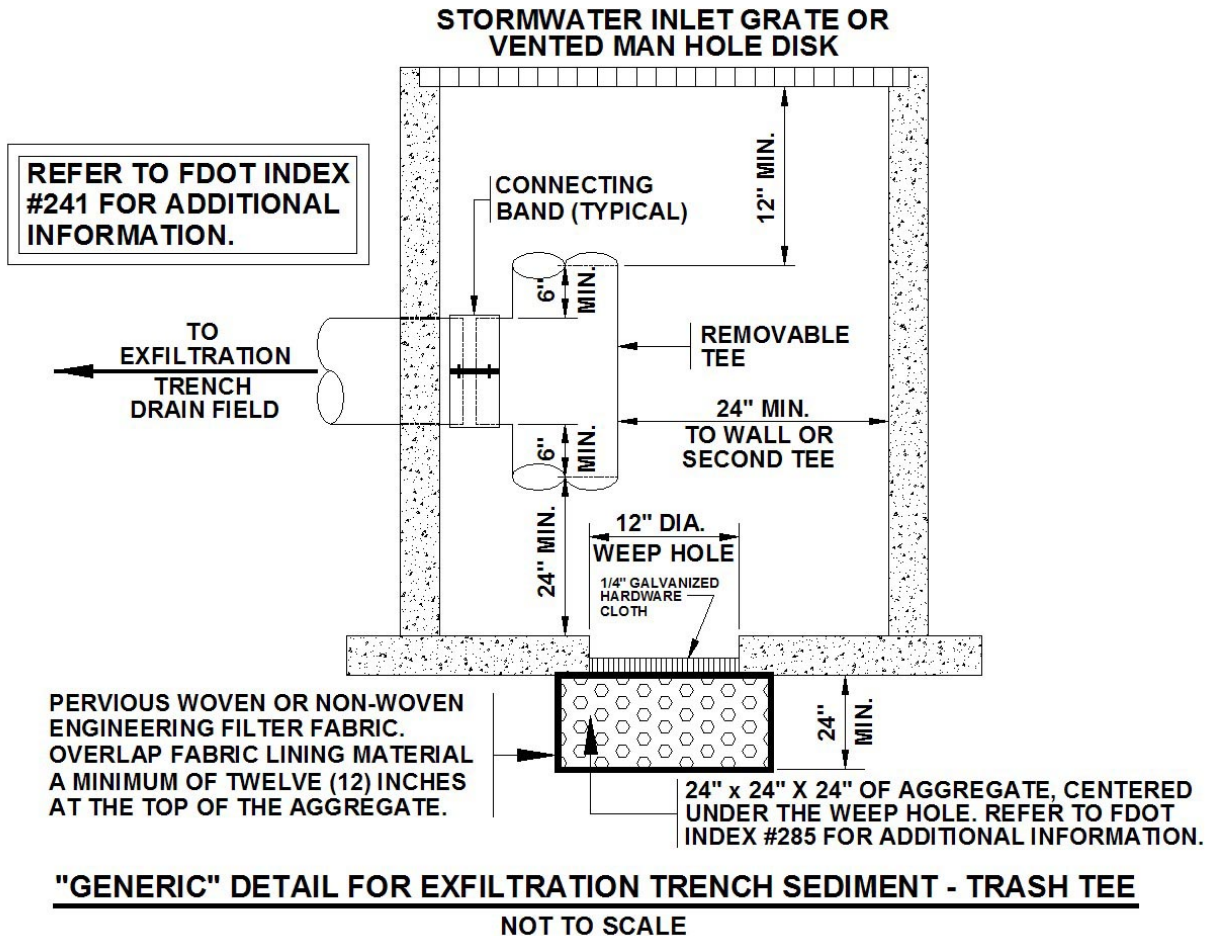 STORMWATER INLET GRATE OR
VENTED MAN HOLE DISK
REFER TO FDOT INDEX
#241 FOR ADDITIONAL
INFORMATION.
CONNECTING
BAND (TYPICAL)
12" MIN.
6" MIN.
TO
EXFILTRATION
TRENCH
DRAIN FIELD
REMOVABLE
TEE
24" MIN.
TO WALL OR
SECOND TEE
6" MIN.
24" MIN.
12" DIA.
WEEP HOLE
1/4" GALVANIZED
HARDWARE
CLOTH
PERVIOUS WOVEN OR NON-WOVEN
ENGINEERING FILTER FABRIC.
OVERLAP FABRIC LINING MATERIAL
A MINIMUM OF TWELVE (12) INCHES
AT THE TOP OF THE AGGREGATE.
24" MIN.
24" x 24" X 24" OF AGGREGATE, CENTERED
UNDER THE WEEP HOLE. REFER TO FDOT
INDEX #285 FOR ADDITIONAL INFORMATION.
"GENERIC" DETAIL FOR EXFILTRATION TRENCH SEDIMENT - TRASH TEE
NOT TO SCALE